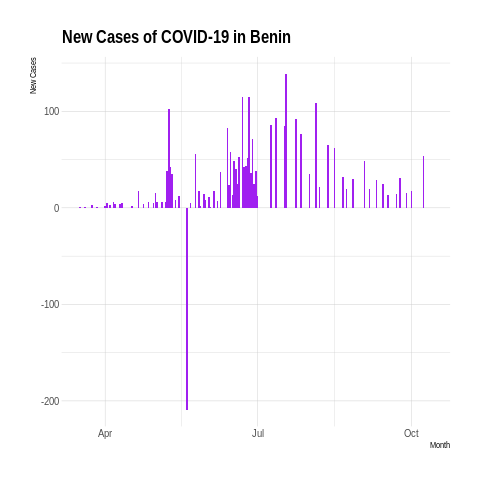 New Cases of COVID-19 in Benin
New Cases
100
0
-100
-200
Apr
Jul
Oct
Month